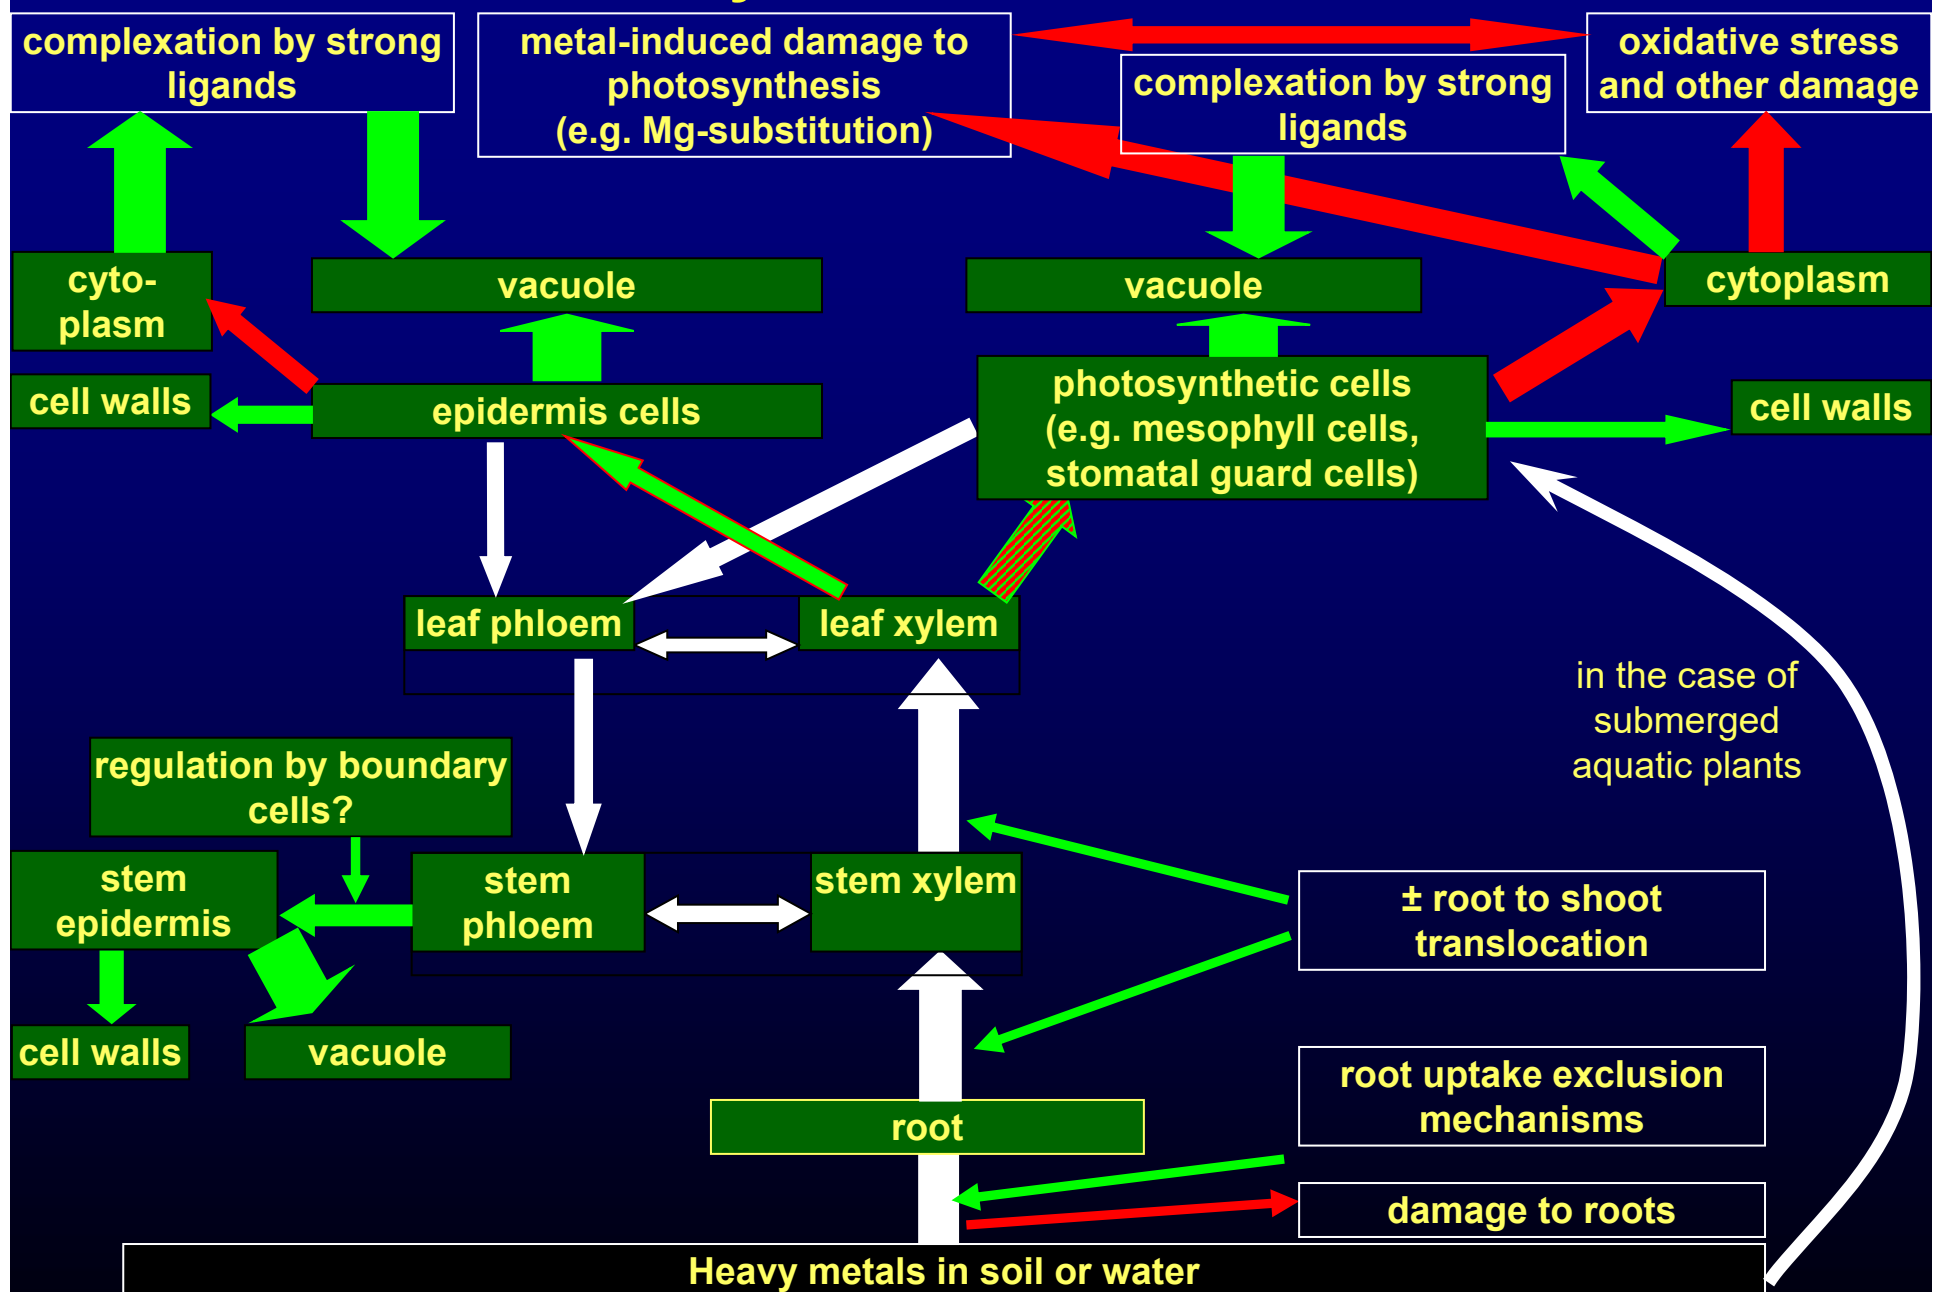 complexation by strong
ligands
metal-induced damage to
photosynthesis
(e.g. Mg-substitution)
complexation by strong
ligands
oxidative stress
and other damage
cyto-
plasm
vacuole
vacuole
cytoplasm
cell walls
epidermis cells
photosynthetic cells
(e.g. mesophyll cells,
stomatal guard cells)
cell walls
leaf phloem
leaf xylem
in the case of
submerged
aquatic plants
regulation by boundary
cells?
stem
epidermis
stem
phloem
stem xylem
± root to shoot
translocation
cell walls
vacuole
root uptake exclusion
mechanisms
root
damage to roots
Heavy metals in soil or water